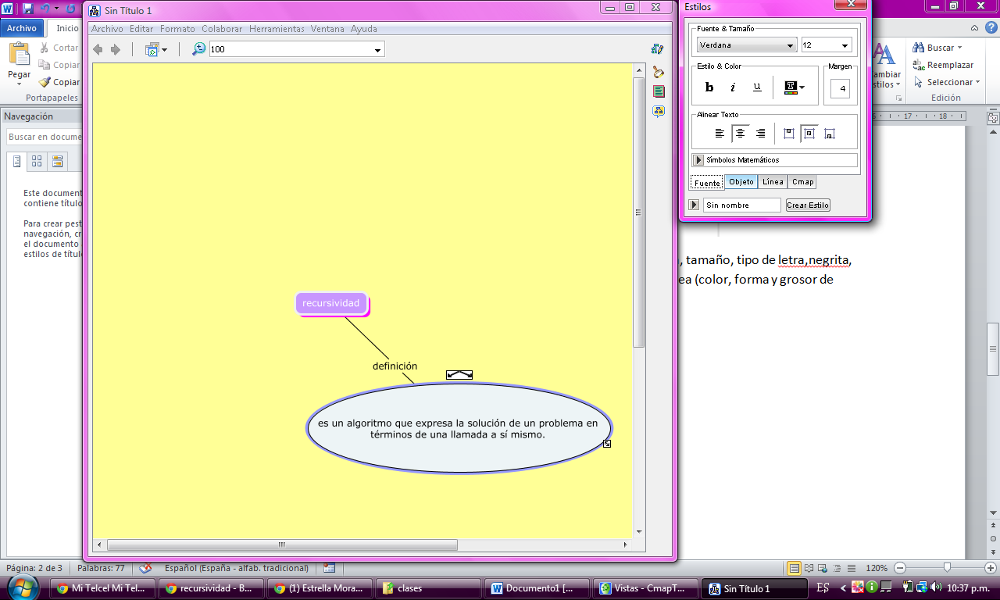 Sin Título 1
Archivo Editar Formato Colaborar Herramientas Ventana Ayuda
100
recursividad
definición
es un algoritmo que expresa la solución de un problema en
términos de una llamada a sí mismo.
Estilos
Fuente & Tamaño
Verdana 12
Estilo & Color Margen
b i u T 4
Alinear Texto
Símbolos Matemáticos
Fuente Objeto Línea Cmap
Sin nombre Crear Estilo
Archivo Inicio
Pegar
Cortar
Copiar
Copiar
Portapapeles
Buscar
Reemplazar
Seleccionar
Edición
Navegación
Buscar en docume
Este document
contiene título
Para crear pest
navegación, cr
el documento
estilos de títul
16 17 18
, tamaño, tipo de letra,negrita,
ea (color, forma y grosor de
Página: 2 de 3 Palabras: 77 Español (España - alfab. tradicional) 120%
Mi Telcel Mi Tel... recursividad - B... (1) Estrella Mora... clases Documento1 [... Vistas - CmapT... Sin Título 1 ES 10:37 p.m.